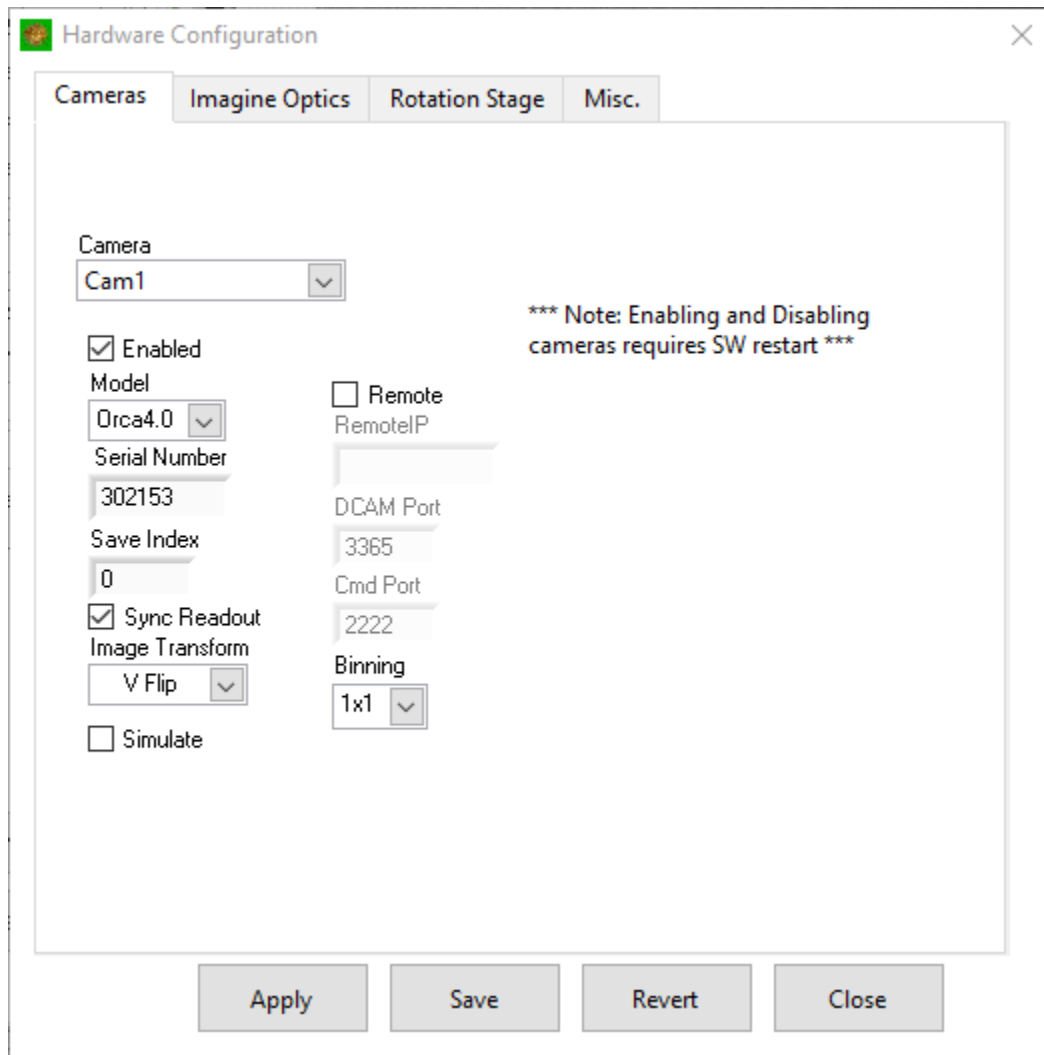 Hardware Configuration
Cameras
Imagine Optics
Rotation Stage
Misc.
Camera
Cam1
*** Note: Enabling and Disabling
cameras requires SW restart ***
Enabled
Model
Orca4.0
Serial Number
302153
Save Index
0
Sync Readout
Image Transform
V Flip
Simulate
Remote
RemoteIP
DCAM Port
3365
Cmd Port
2222
Binning
1x1
Apply
Save
Revert
Close